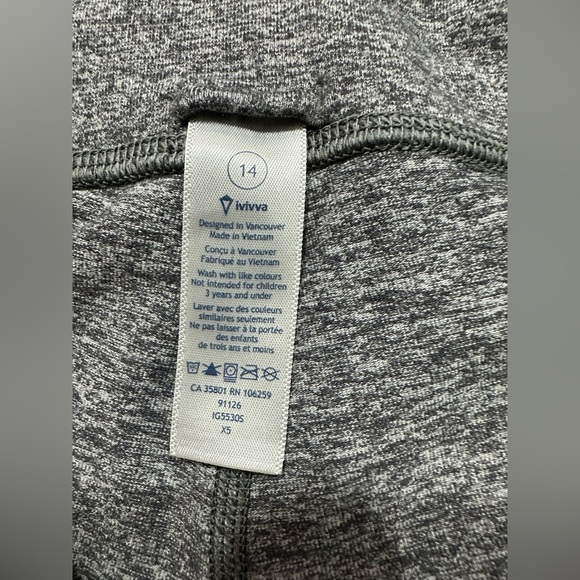 14
ivivva
Designed in Vancouver
Made in Vietnam
Conçu à Vancouver
Fabriqué au Vietnam
Wash with like colours
Not intended for children
3 years and under
Laver avec des couleurs
similaires seulement
Ne pas laisser à la portée
des enfants
de trois ans et moins
CA 35801 RN 106259
91126
IG5530S
X5